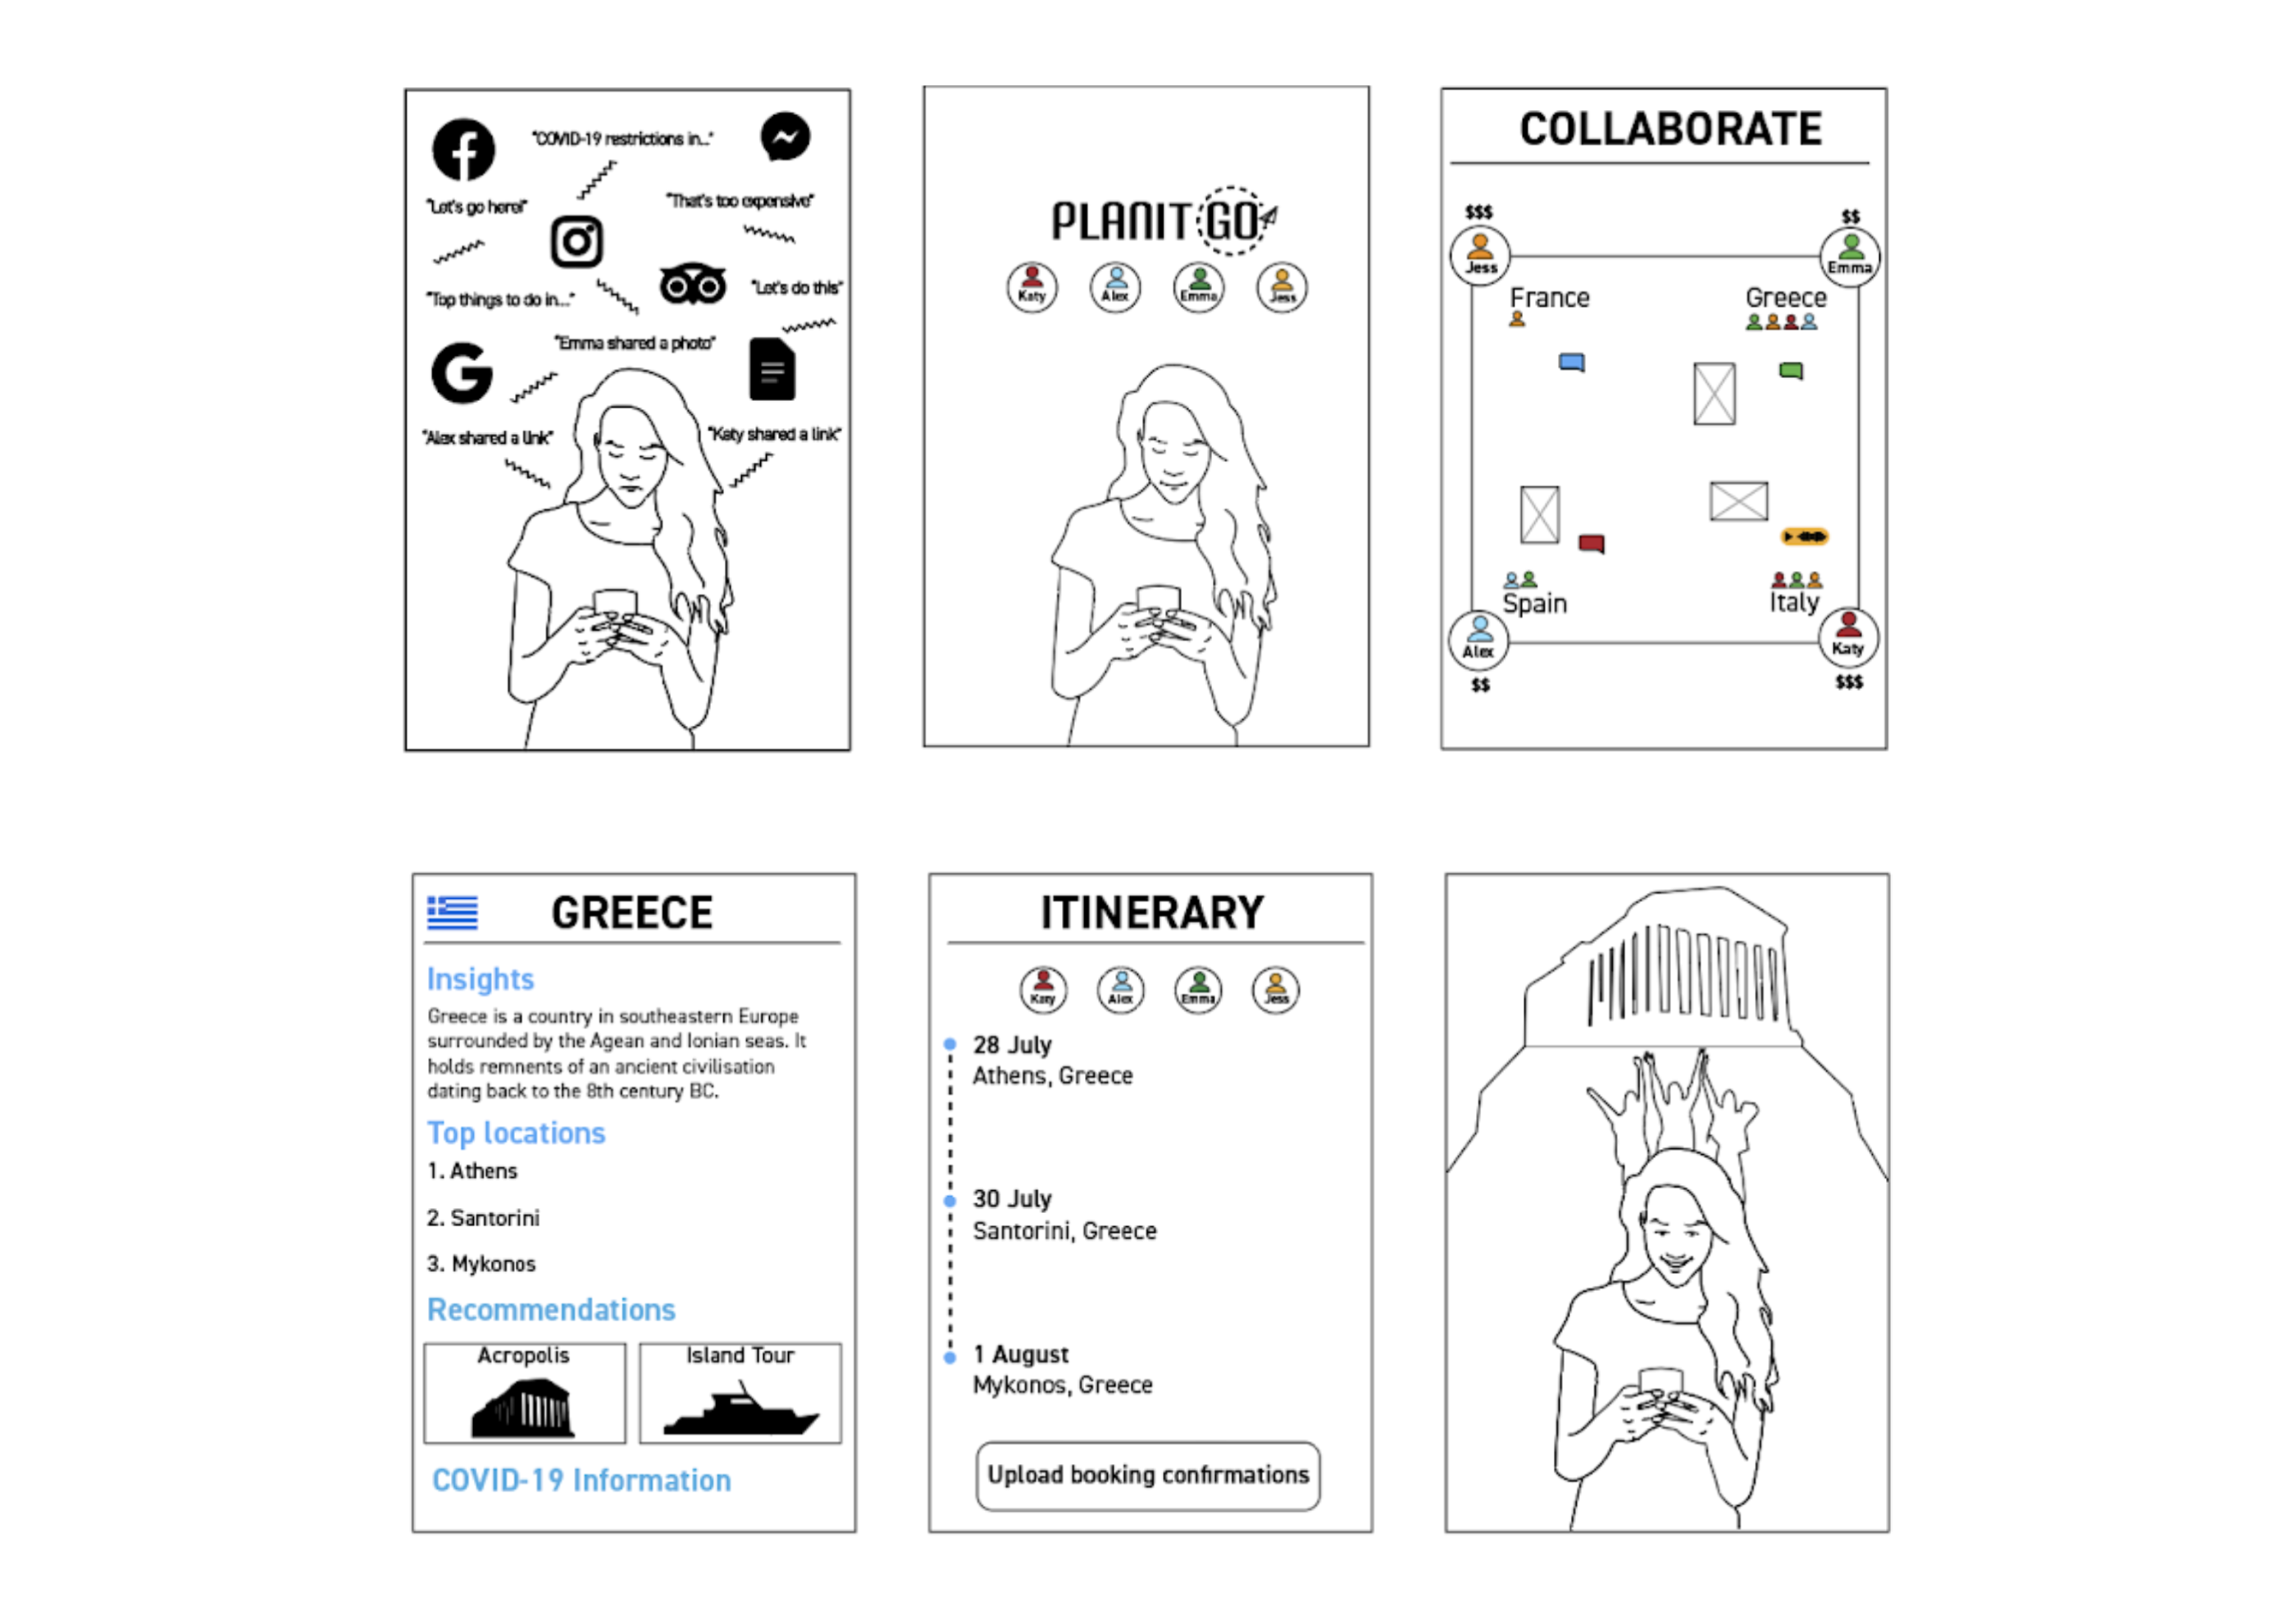 "COVID-19 restrictions in..."
"Let's go here!"
"That's too expensive"
"Top things to do in..."
"Let's do this"
"Emma shared a photo"
"Alex shared a link"
"Katy shared a link"
PLANIT GO
Katy Alex Emma Jess
COLLABORATE
$$$ $$
Jess Emma
France Greece
Spain Italy
Alex Katy
$$ $$$
GREECE
Insights
Greece is a country in southeastern Europe
surrounded by the Agean and Ionian seas. It
holds remnents of an ancient civilisation
dating back to the 8th century BC.
Top locations
1. Athens
2. Santorini
3. Mykonos
Recommendations
Acropolis Island Tour
COVID-19 Information
ITINERARY
Katy Alex Emma Jess
28 July
Athens, Greece
30 July
Santorini, Greece
1 August
Mykonos, Greece
Upload booking confirmations